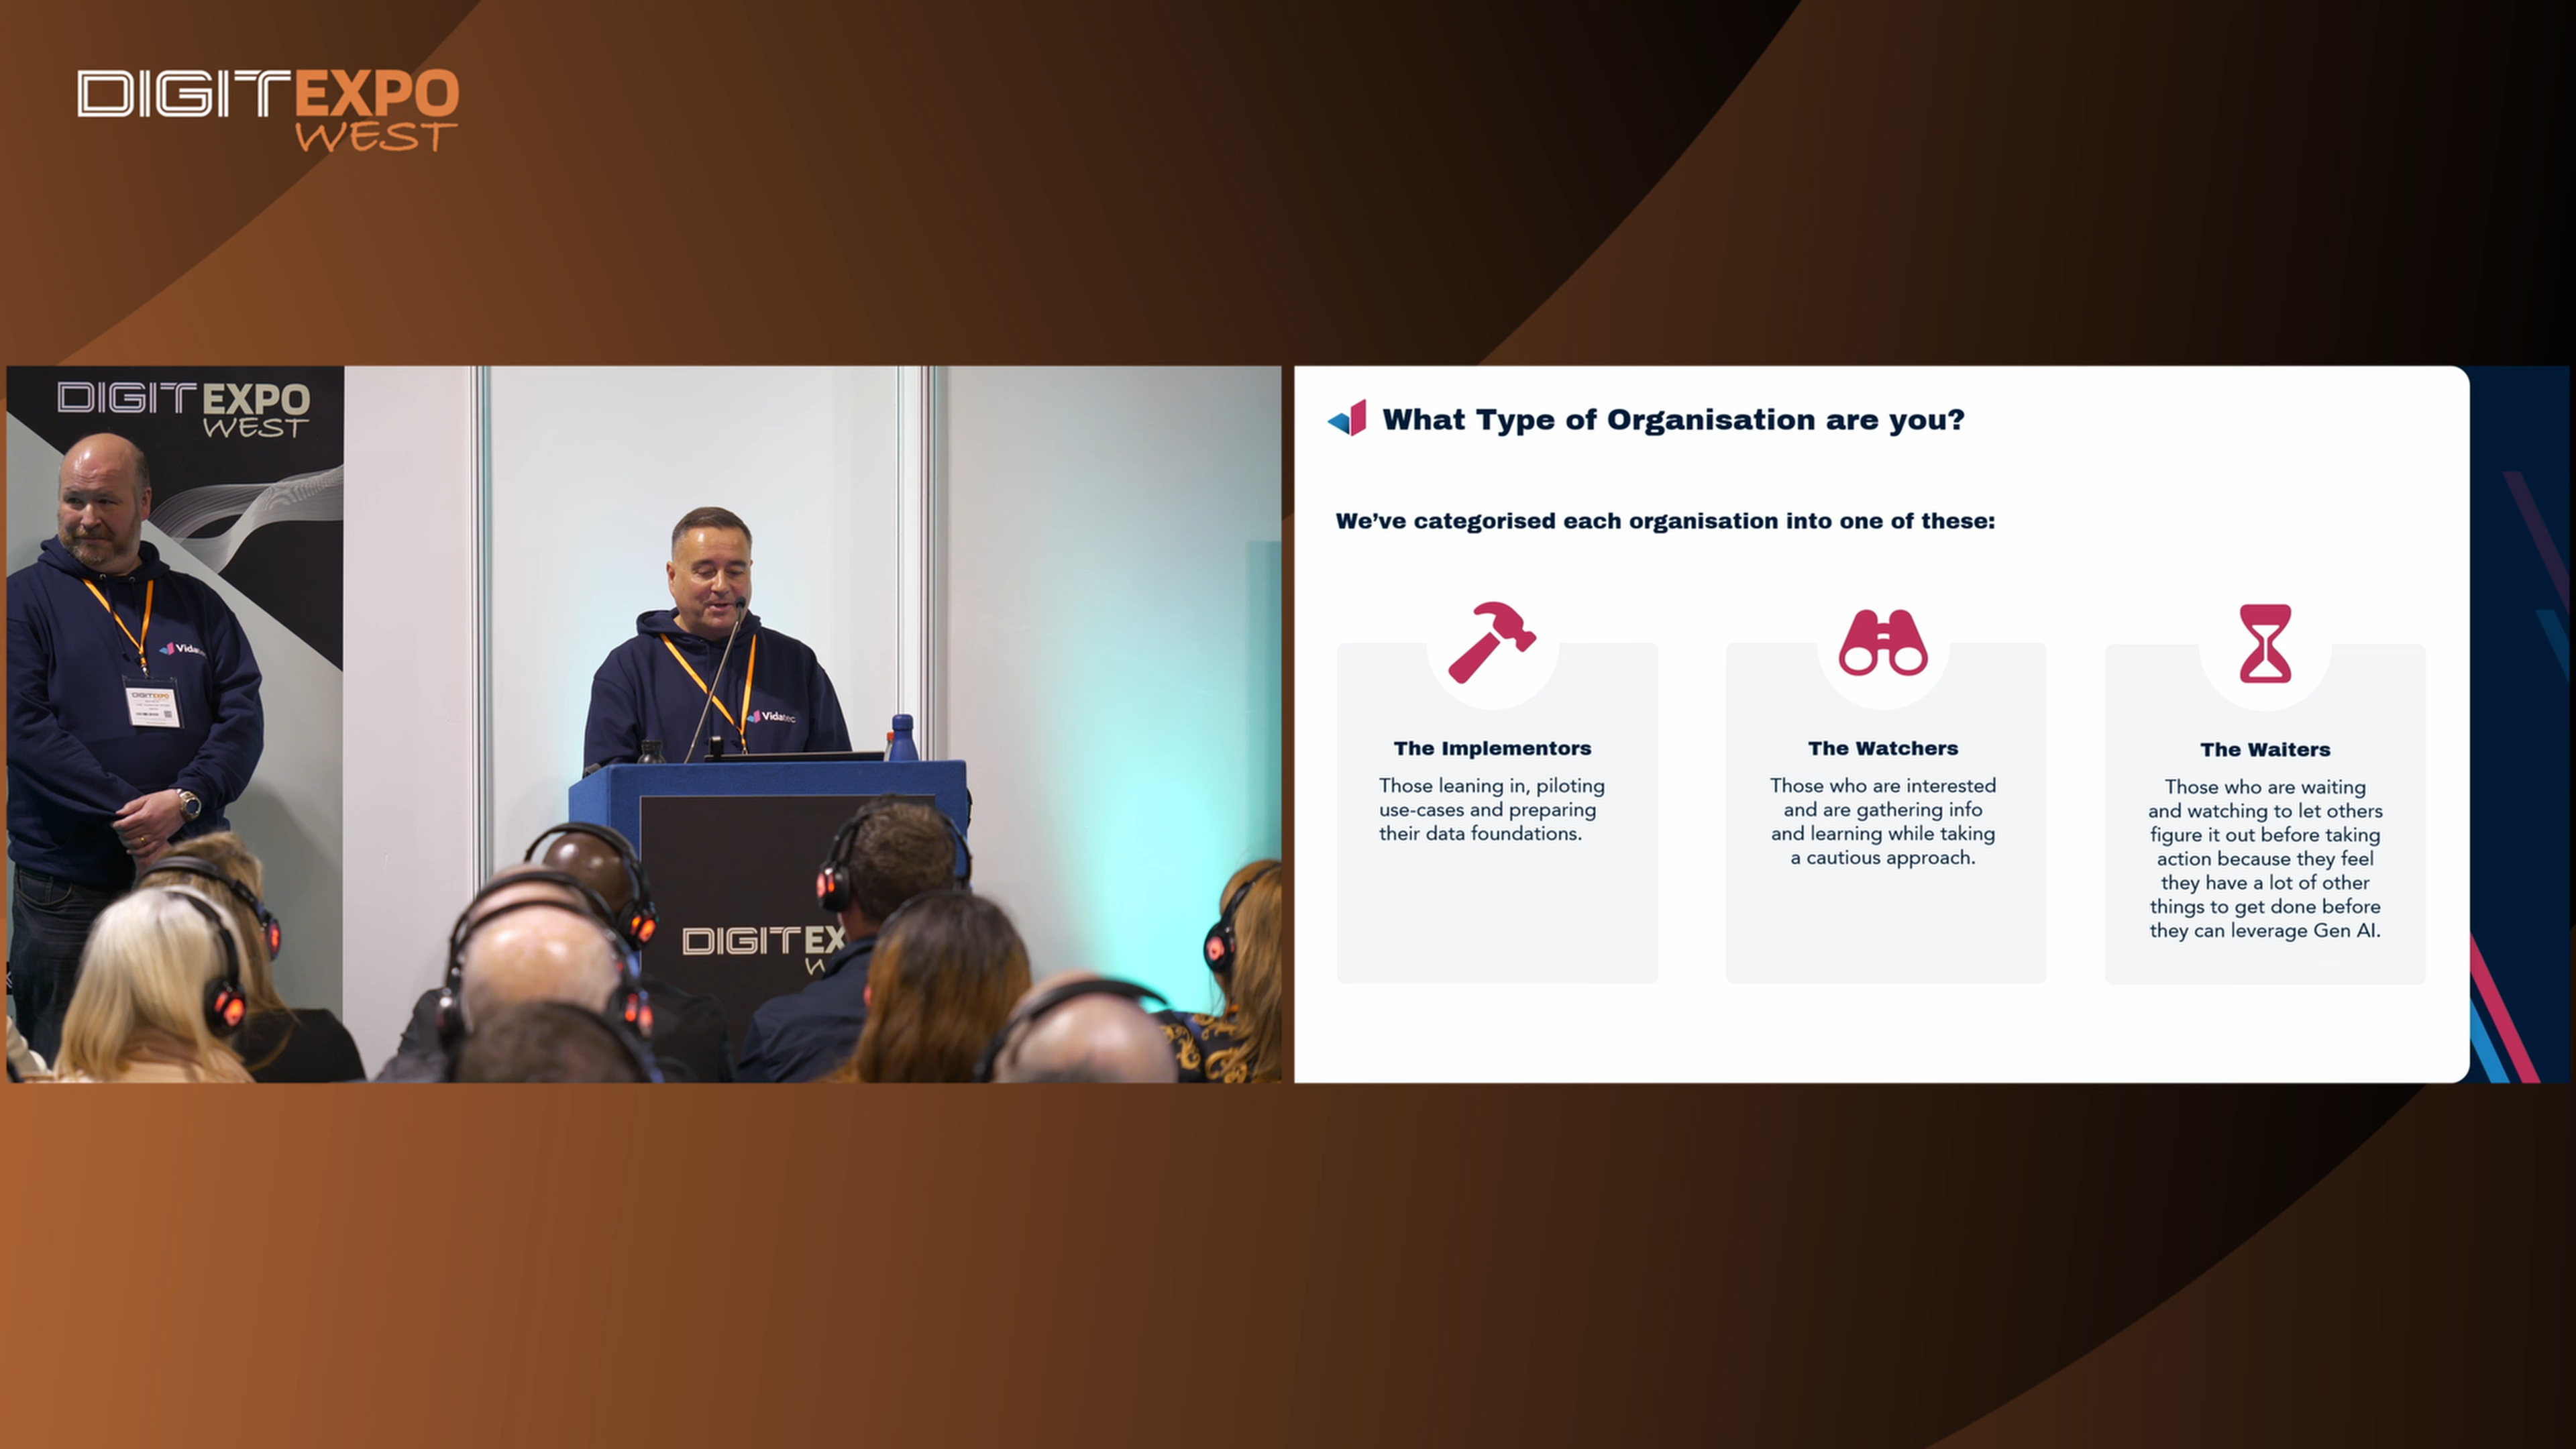 DIGITEXPO
WEST
DIGITEXPO
WEST
Vidatec
DIGITEXPO
Vidatec
DIGIT EX
W
What Type of Organisation are you?
We've categorised each organisation into one of these:
The Implementors
Those leaning in, piloting
use-cases and preparing
their data foundations.
The Watchers
Those who are interested
and are gathering info
and learning while taking
a cautious approach.
The Waiters
Those who are waiting
and watching to let others
figure it out before taking
action because they feel
they have a lot of other
things to get done before
they can leverage Gen AI.